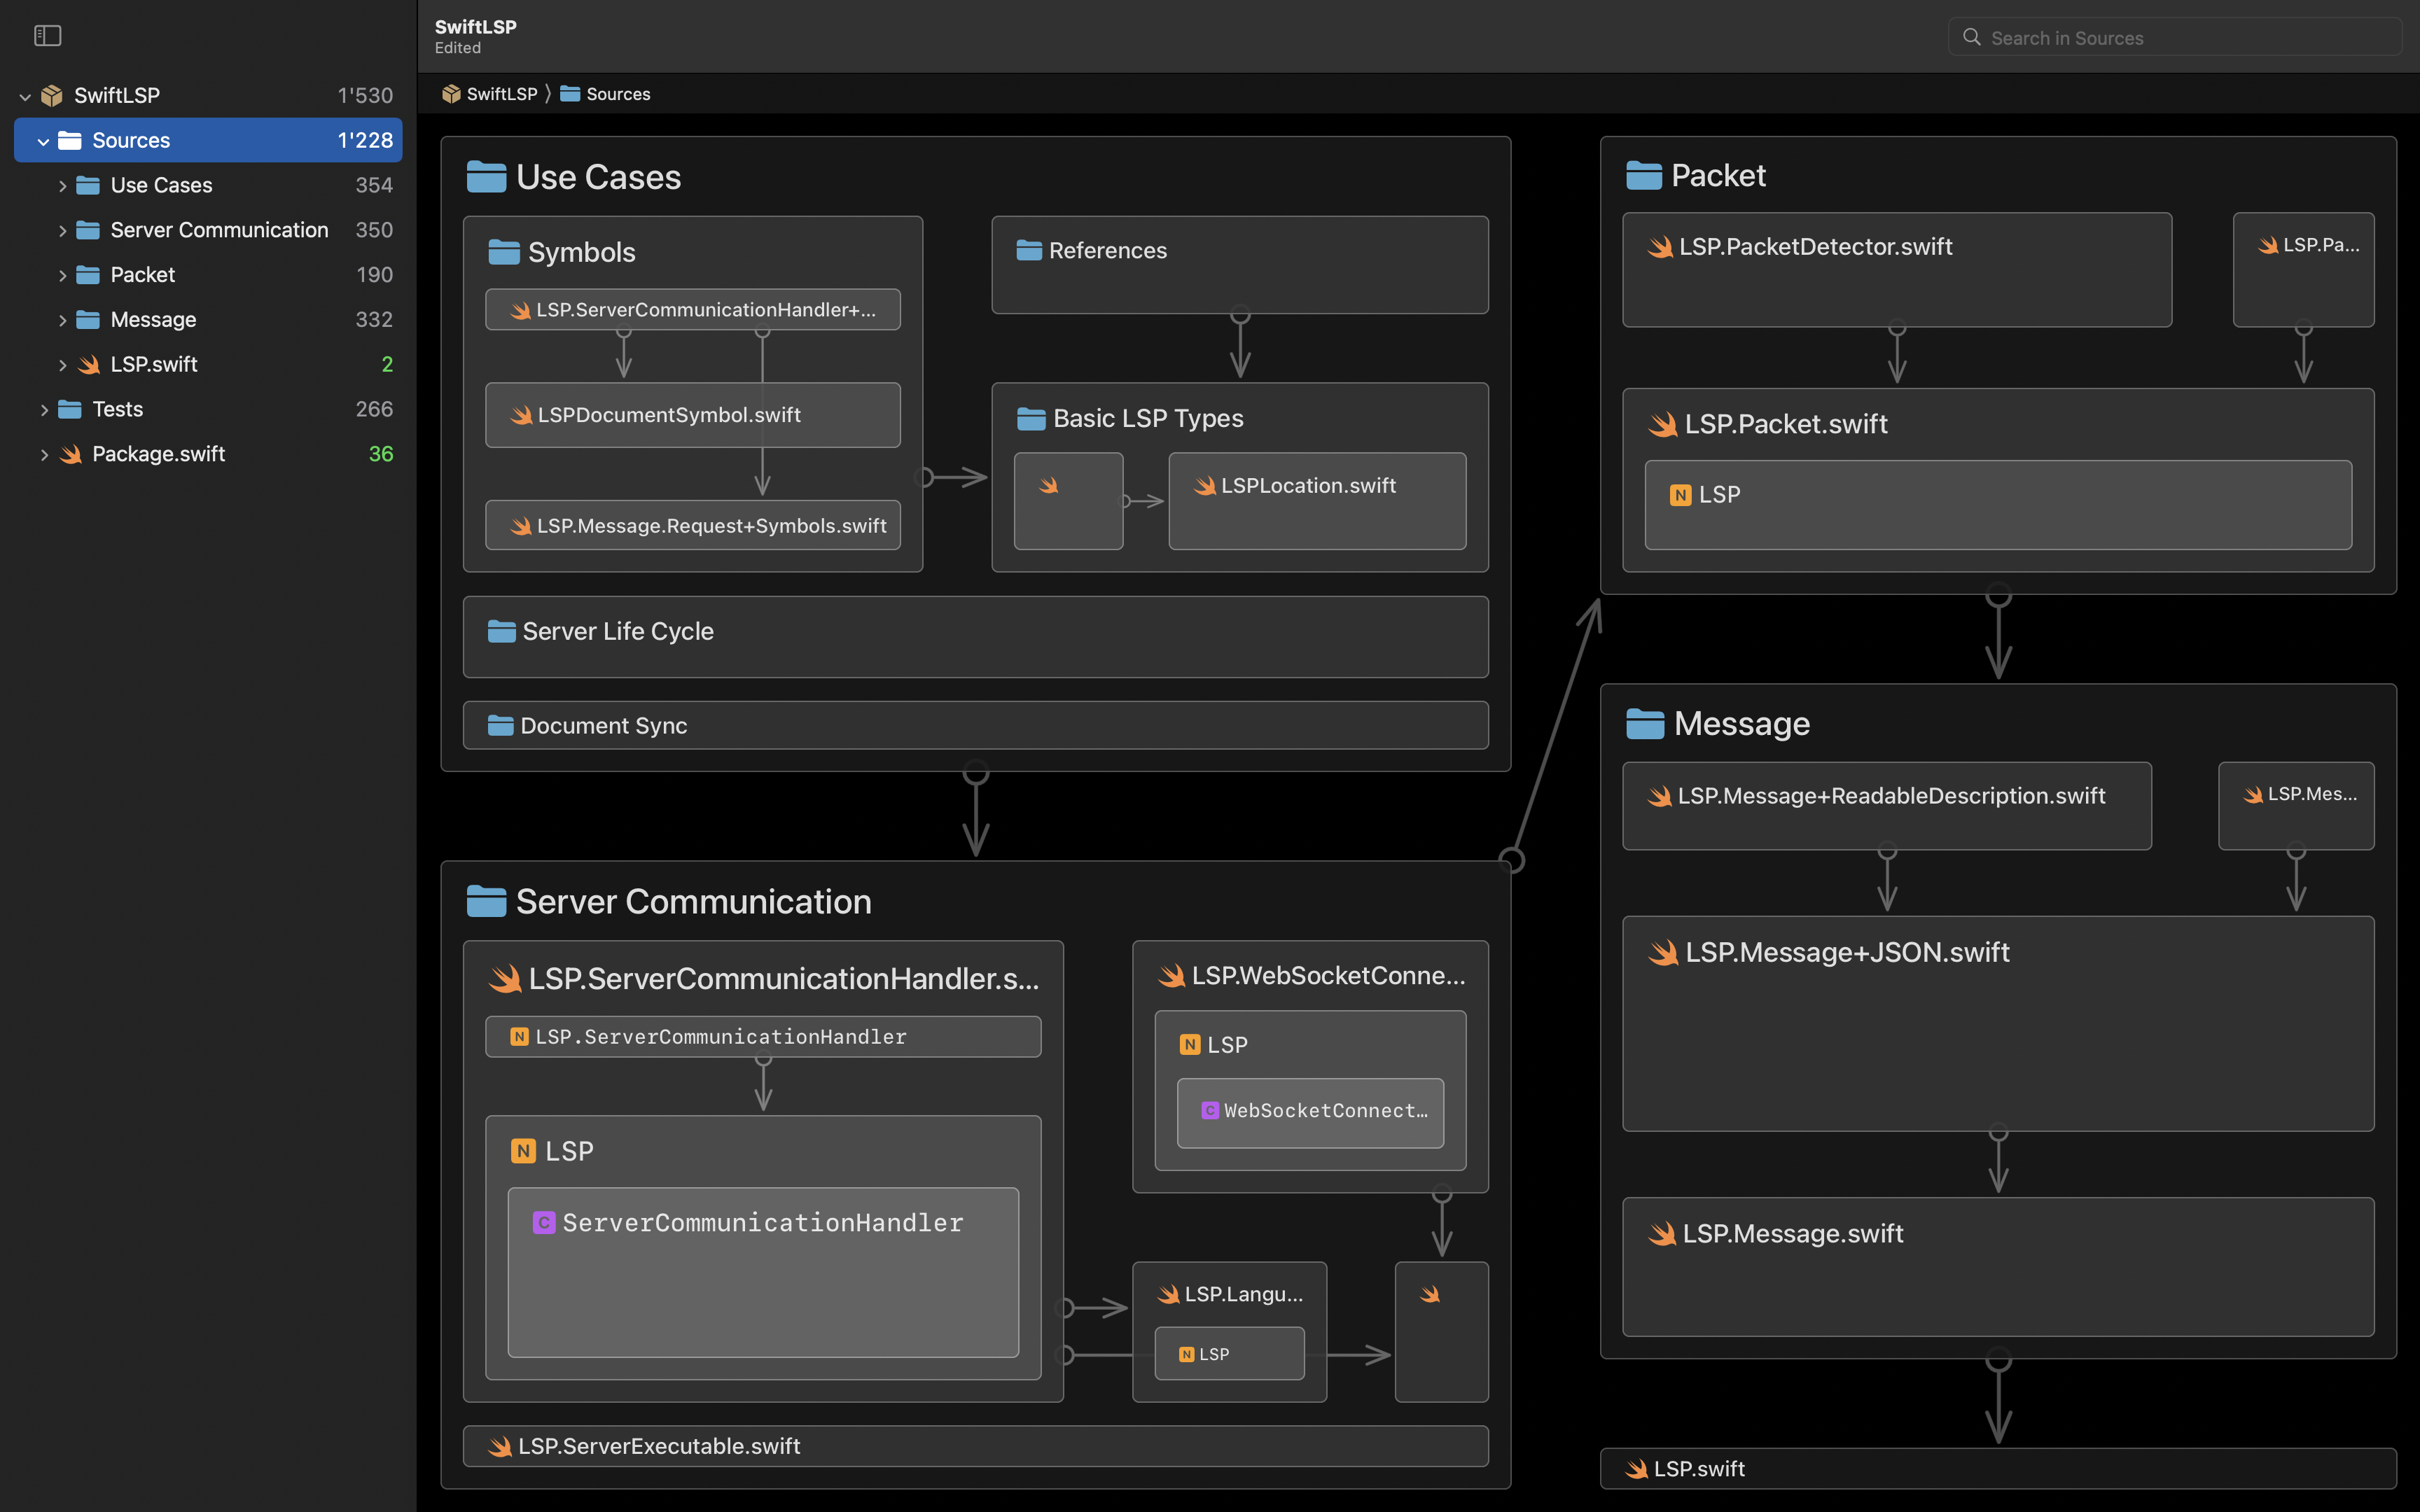 SwiftLSP
Edited
Search in Sources
SwiftLSP 1'530
Sources 1'228
Use Cases 354
Server Communication 350
Packet 190
Message 332
LSP.swift 2
Tests 266
Package.swift 36
SwiftLSP 〉 Sources
Use Cases
Symbols
LSP.ServerCommunicationHandler+...
LSPDocumentSymbol.swift
LSP.Message.Request+Symbols.swift
References
Basic LSP Types
LSPLocation.swift
Server Life Cycle
Document Sync
Server Communication
LSP.ServerCommunicationHandler.s...
N LSP.ServerCommunicationHandler
N LSP
C ServerCommunicationHandler
LSP.WebSocketConne...
N LSP
C WebSocketConnect...
LSP.Langu...
N LSP
LSP.ServerExecutable.swift
Packet
LSP.PacketDetector.swift
LSP.Pa...
LSP.Packet.swift
N LSP
Message
LSP.Message+ReadableDescription.swift
LSP.Mes...
LSP.Message+JSON.swift
LSP.Message.swift
LSP.swift